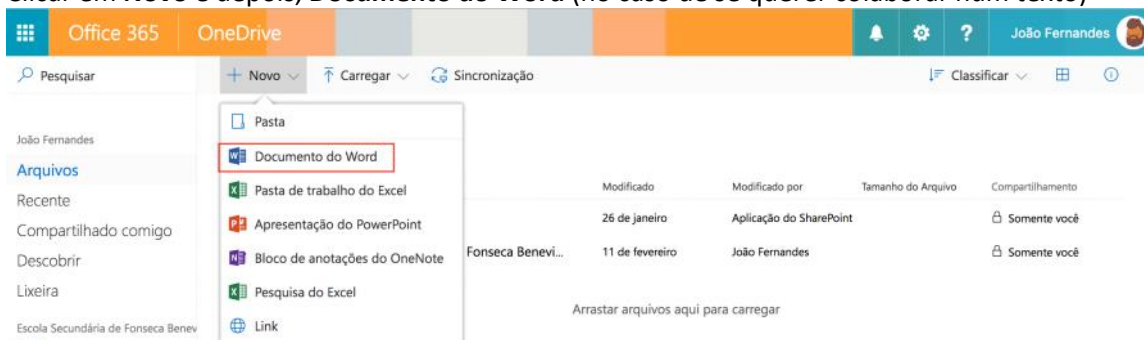 clicar em Novo e depois, Documento do Word (no caso de se querer colaborar num texto)
Office 365 OneDrive ? João Fernandes
Pesquisar + Novo Carregar Sincronização Classificar
Pasta
João Fernandes
Documento do Word
Arquivos
Pasta de trabalho do Excel Modificado Modificado por Tamanho do Arquivo Compartilhamento
Recente
Apresentação do PowerPoint 26 de janeiro Aplicação do SharePoint Somente você
Compartilhado comigo
Bloco de anotações do OneNote Fonseca Benevi... 11 de fevereiro João Fernandes Somente você
Descobrir
Lixeira
Pesquisa do Excel
Arrastar arquivos aqui para carregar
Escola Secundária de Fonseca Benev
Link